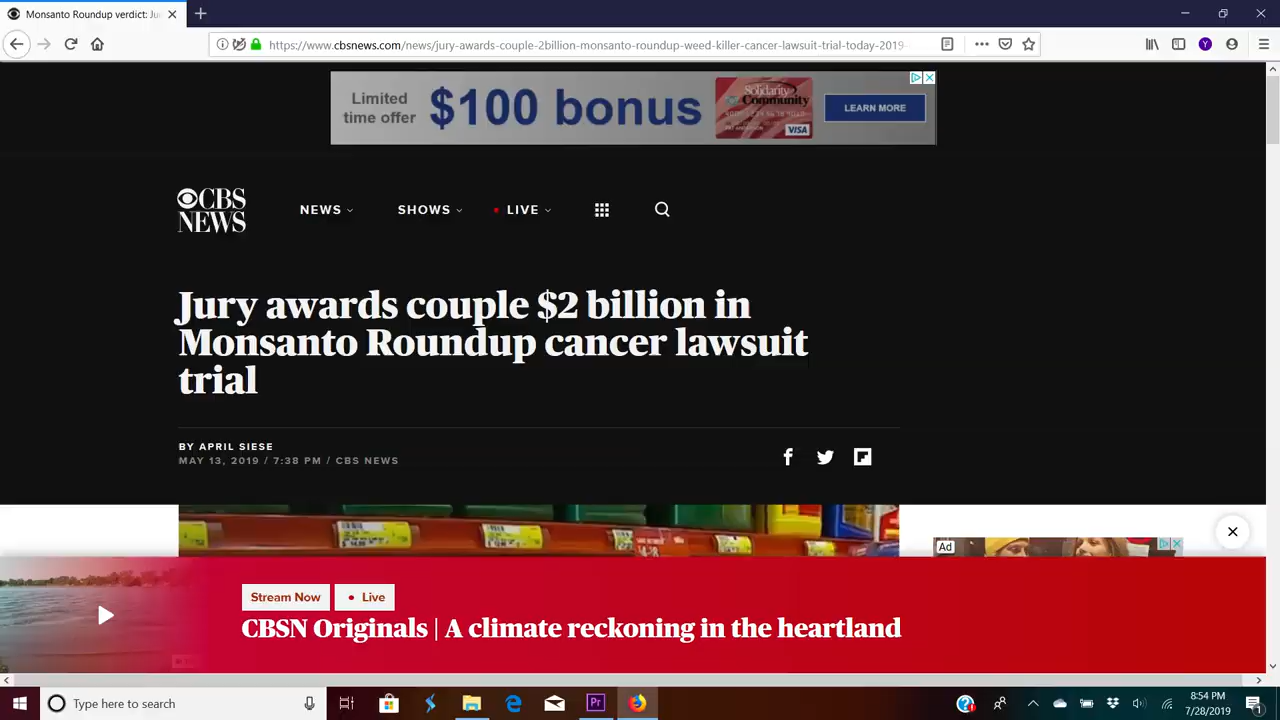 Monsanto Roundup verdict: Ju
https://www.cbsnews.com/news/jury-awards-couple-2billion-monsanto-roundup-weed-killer-cancer-lawsuit-trial-today-2019-
Limited
time offer
$100 bonus
Solidarity
Community
VISA
LEARN MORE
CBS
NEWS
NEWS
SHOWS
LIVE
Jury awards couple $2 billion in
Monsanto Roundup cancer lawsuit
trial
BY APRIL SIESE
MAY 13, 2019 / 7:38 PM / CBS NEWS
Ad
Stream Now
Live
CBSN Originals | A climate reckoning in the heartland
Type here to search
Pr
8:54 PM
7/28/2019